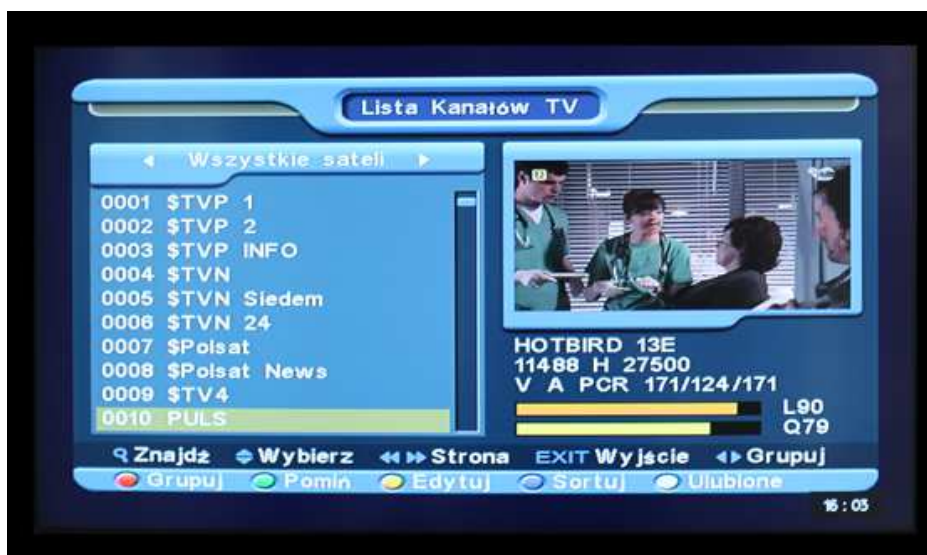 Lista Kanałów TV
Wszystkie sateli
0001 $TVP 1
0002 $TVP 2
0003 $TVP INFO
0004 $TVN
0005 $TVN Siedem
0006 $TVN 24
0007 $Polsat
0008 $Polsat News
0009 $TV4
0010 PULS
12
HOTBIRD 13E
11488 H 27500
V A PCR 171/124/171
L90
Q79
Znajdź Wybierz Strona EXIT Wyjście Grupuj
Grupuj Pomiń Edytuj Sortuj Ulubione
16:03